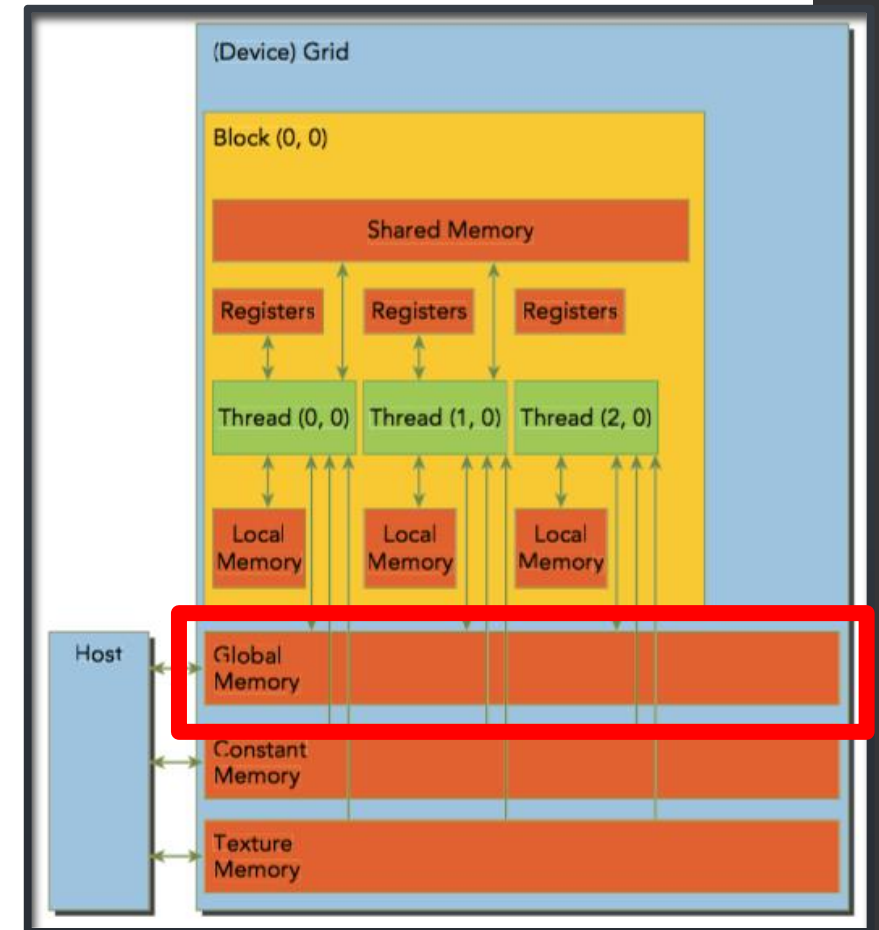 (Device) Grid
Block (0, 0)
Shared Memory
Registers
Registers
Registers
Thread (0, 0)
Thread (1, 0)
Thread (2, 0)
Local
Memory
Local
Memory
Local
Memory
Host
Global
Memory
Constant
Memory
Texture
Memory